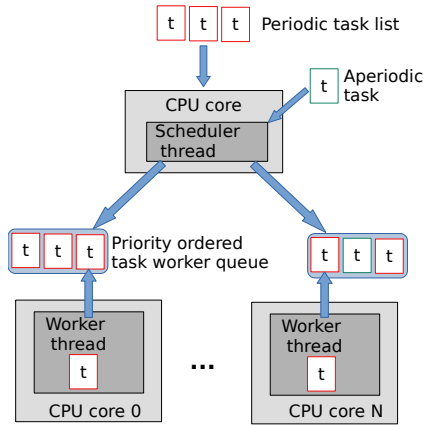 t t t Periodic task list
t Aperiodic
task
CPU core
Scheduler
thread
t t t Priority ordered
task worker queue
t t t
Worker
thread
t
CPU core 0
...
Worker
thread
t
CPU core N